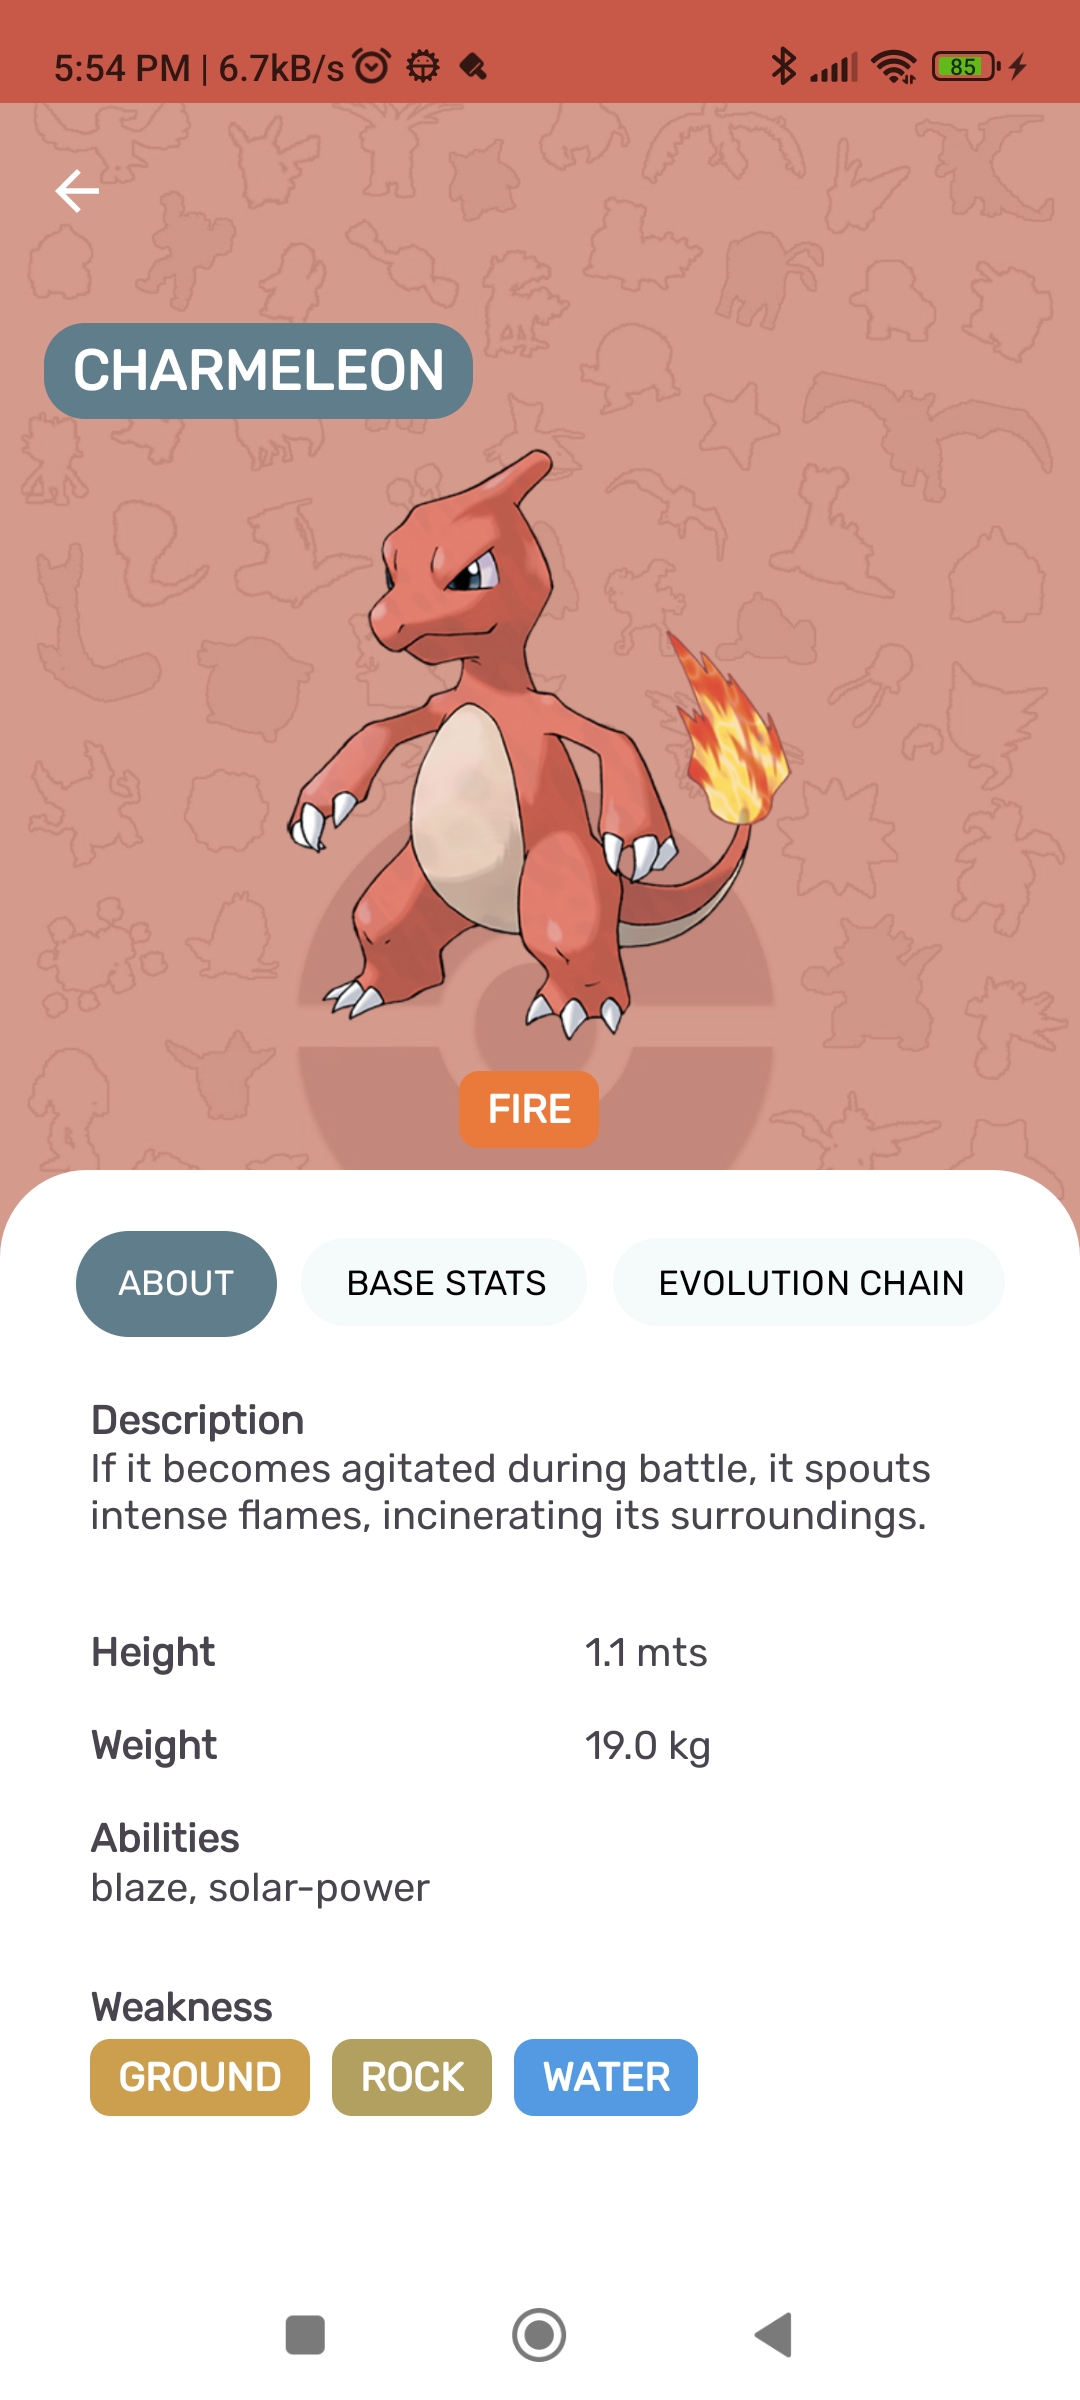 5:54 PM | 6.7kB/s
85
CHARMELEON
FIRE
ABOUT
BASE STATS
EVOLUTION CHAIN
Description
If it becomes agitated during battle, it spouts
intense flames, incinerating its surroundings.
Height
1.1 mts
Weight
19.0 kg
Abilities
blaze, solar-power
Weakness
GROUND
ROCK
WATER